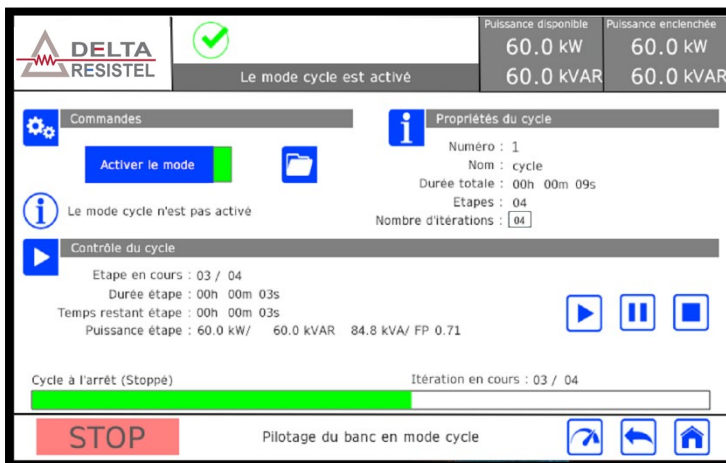 DELTA
RESISTEL
Le mode cycle est activé
Puissance disponible
60.0 kW
60.0 kVAR
Puissance enclenchée
60.0 kW
60.0 kVAR
Commandes
Activer le mode
Le mode cycle n'est pas activé
Propriétés du cycle
Numéro : 1
Nom : cycle
Durée totale : 00h 00m 09s
Etapes : 04
Nombre d'itérations : 04
Contrôle du cycle
Etape en cours : 03 / 04
Durée étape : 00h 00m 03s
Temps restant étape : 00h 00m 03s
Puissance étape : 60.0 kW/ 60.0 kVAR 84.8 kVA/ FP 0.71
Cycle à l'arrêt (Stoppé)
Itération en cours : 03 / 04
STOP
Pilotage du banc en mode cycle